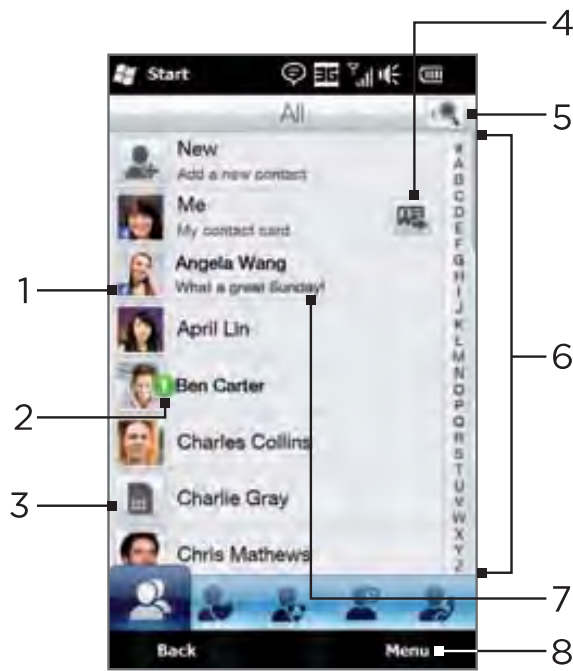 4
Start 3G
All
5
New
Add a new contact
Me
My contact card
Angela Wang
1
What a great Sunday!
April Lin
2
Ben Carter
Charles Collins
3
Charlie Gray
Chris Mathews
#
A
B
C
D
E
F
G
H
I
J
K
L
M
N
O
P
Q
R
S
T
U
V
W
X
Y
Z
6
7
Back Menu
8